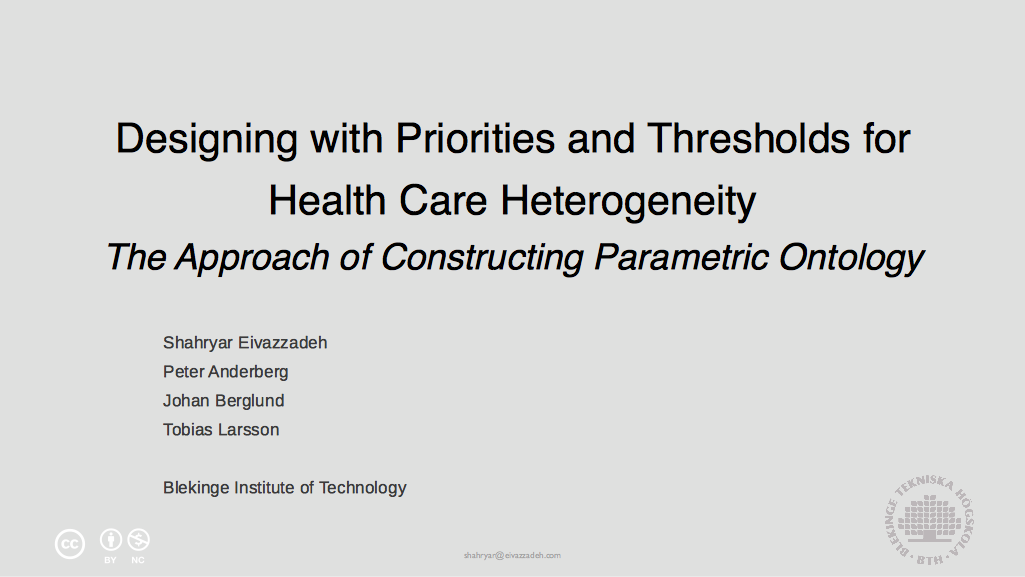 Designing with Priorities and Thresholds for
Health Care Heterogeneity
The Approach of Constructing Parametric Ontology
Shahryar Eivazzadeh
Peter Anderberg
Johan Berglund
Tobias Larsson
Blekinge Institute of Technology
cc
BY NC
shahryar@eivazzadeh.com
BLEKINGE TEKNISKA HÖGSKOLA
BTH